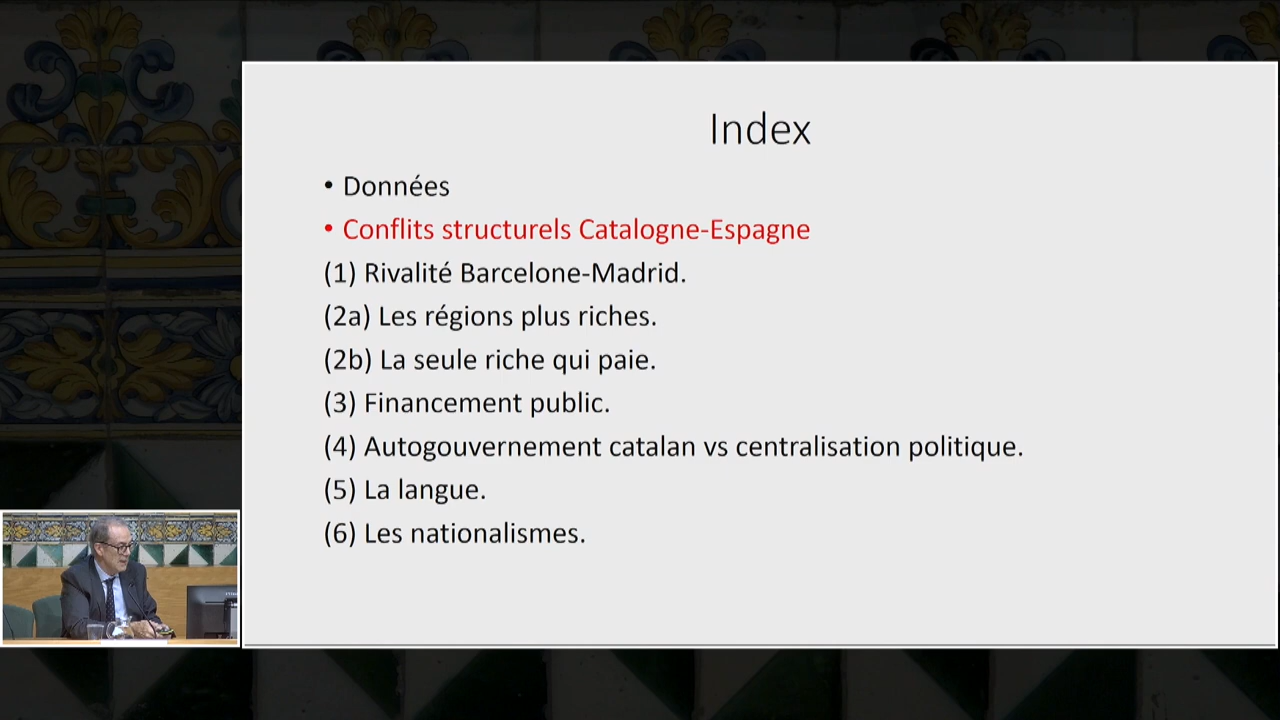 Index
• Données
• Conflits structurels Catalogne-Espagne
(1) Rivalité Barcelone-Madrid.
(2a) Les régions plus riches.
(2b) La seule riche qui paie.
(3) Financement public.
(4) Autogouvernement catalan vs centralisation politique.
(5) La langue.
(6) Les nationalismes.